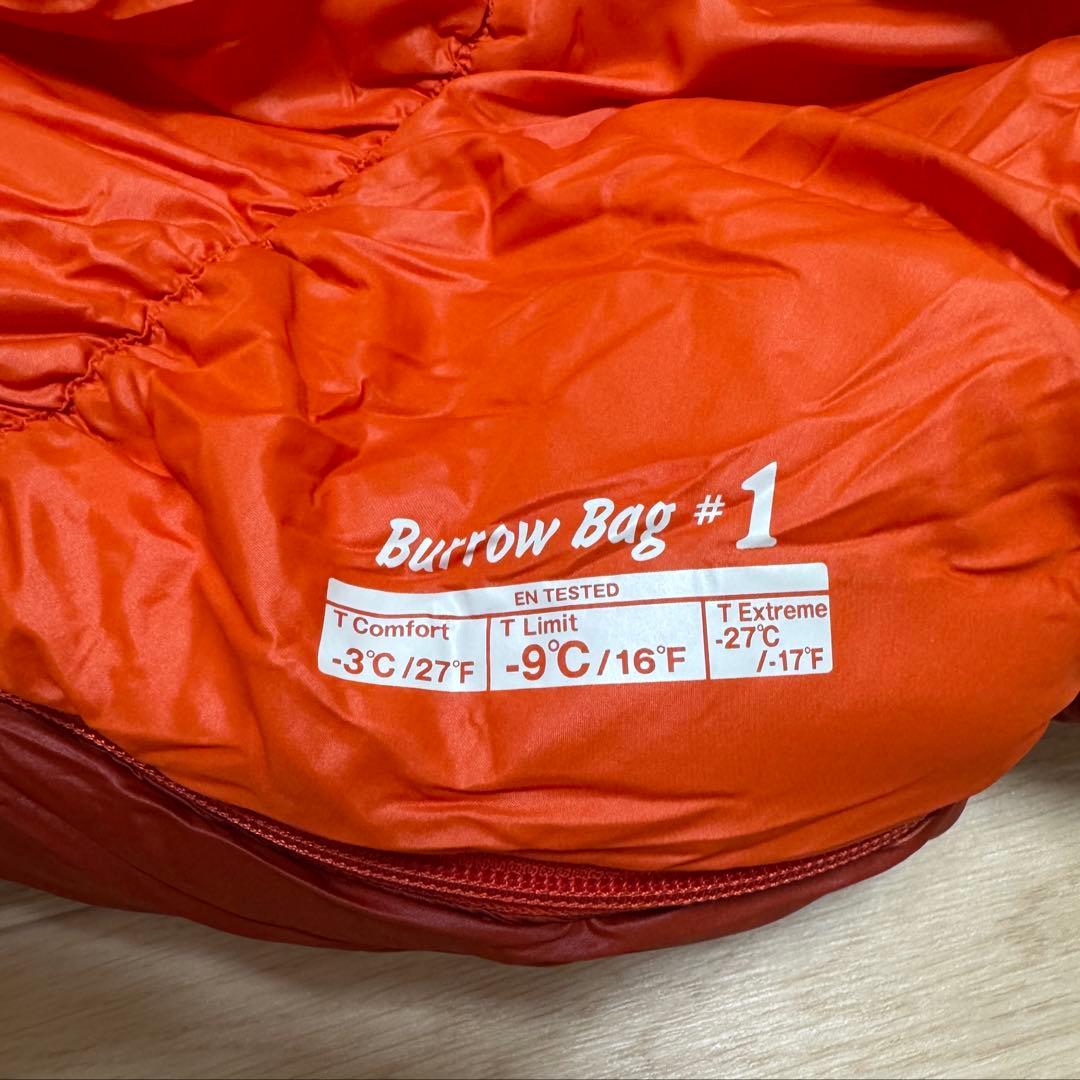 Burrow Bag #1
EN TESTED
T Comfort
-3℃/27℉
T Limit
-9℃/16℉
T Extreme
-27℃
/-17℉